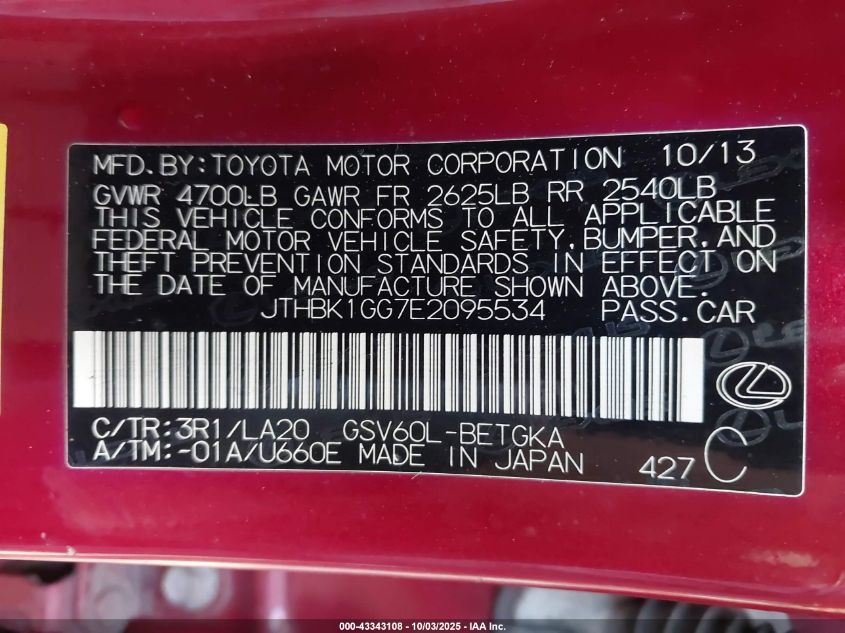 MFD.BY:TOYOTA MOTOR CORPORATION 10/13
GVWR 4700LB GAWR FR 2625LB RR 2540LB
THIS VEHICLE CONFORMS TO ALL APPLICABLE
FEDERAL MOTOR VEHICLE SAFETY,BUMPER,AND
THEFT PREVENTION STANDARDS IN EFFECT ON
THE DATE OF MANUFACTURE SHOWN ABOVE.
JTHBK1GG7E2095534 PASS.CAR
C/TR:3R1/LA20 GSV60L-BETGKA
A/TM:-01A/U660E MADE IN JAPAN 427 C
000-43343108 - 10/03/2025 - IAA Inc.